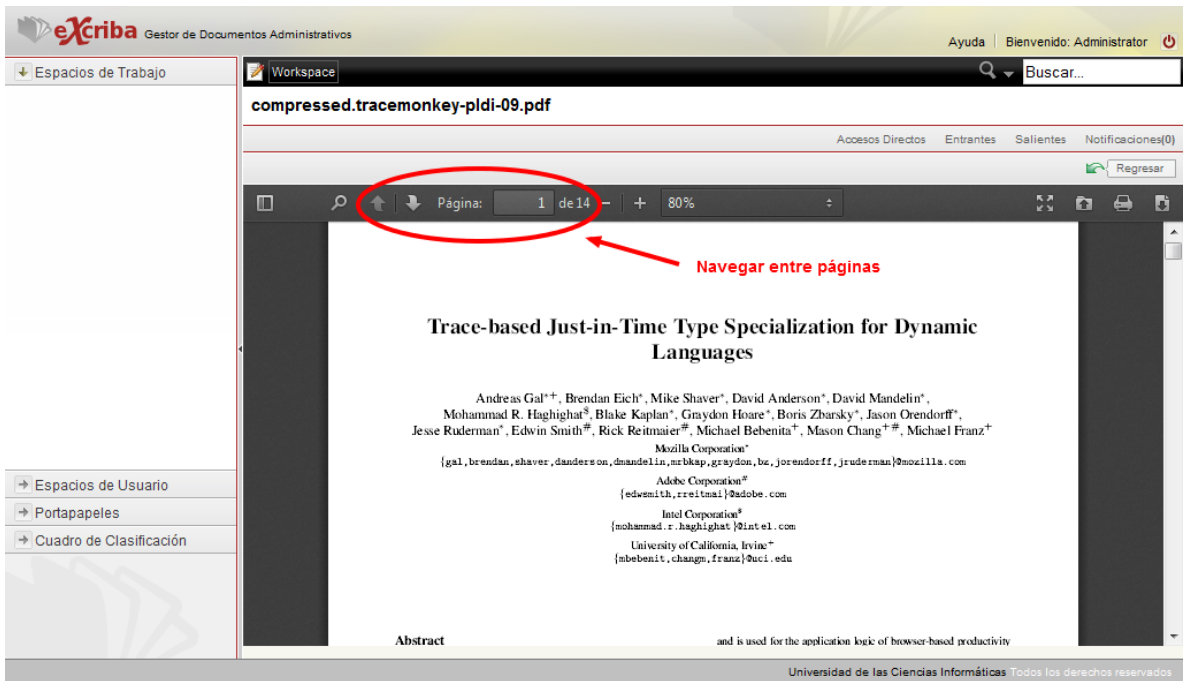 eXcriba Gestor de Documentos Administrativos
Ayuda Bienvenido: Administrator
Espacios de Trabajo
Workspace
Buscar...
compressed.tracemonkey-pldi-09.pdf
Accesos Directos Entrantes Salientes Notificaciones(0)
Regresar
Página: 1 de 14 − + 80%
Navegar entre páginas
Trace-based Just-in-Time Type Specialization for Dynamic
Languages
Andreas Gal*+, Brendan Eich*, Mike Shaver*, David Anderson*, David Mandelin*,
Mohammad R. Haghighat$, Blake Kaplan*, Graydon Hoare*, Boris Zbarsky*, Jason Orendorff*,
Jesse Ruderman*, Edwin Smith#, Rick Reitmaier#, Michael Bebenita+, Mason Chang+#, Michael Franz+
Mozilla Corporation*
{gal,brendan,shaver,danderson,dmandelin,mrbkap,graydon,bz,jorendorff,jruderman}@mozilla.com
Adobe Corporation#
{edwsmith,rreitmai}@adobe.com
Intel Corporation$
{mohammad.r.haghighat}@intel.com
University of California, Irvine+
{mbebenit,changm,franz}@uci.edu
Abstract
and is used for the application logic of browser-based productivity
Espacios de Usuario
Portapapeles
Cuadro de Clasificación
Universidad de las Ciencias Informáticas Todos los derechos reservados